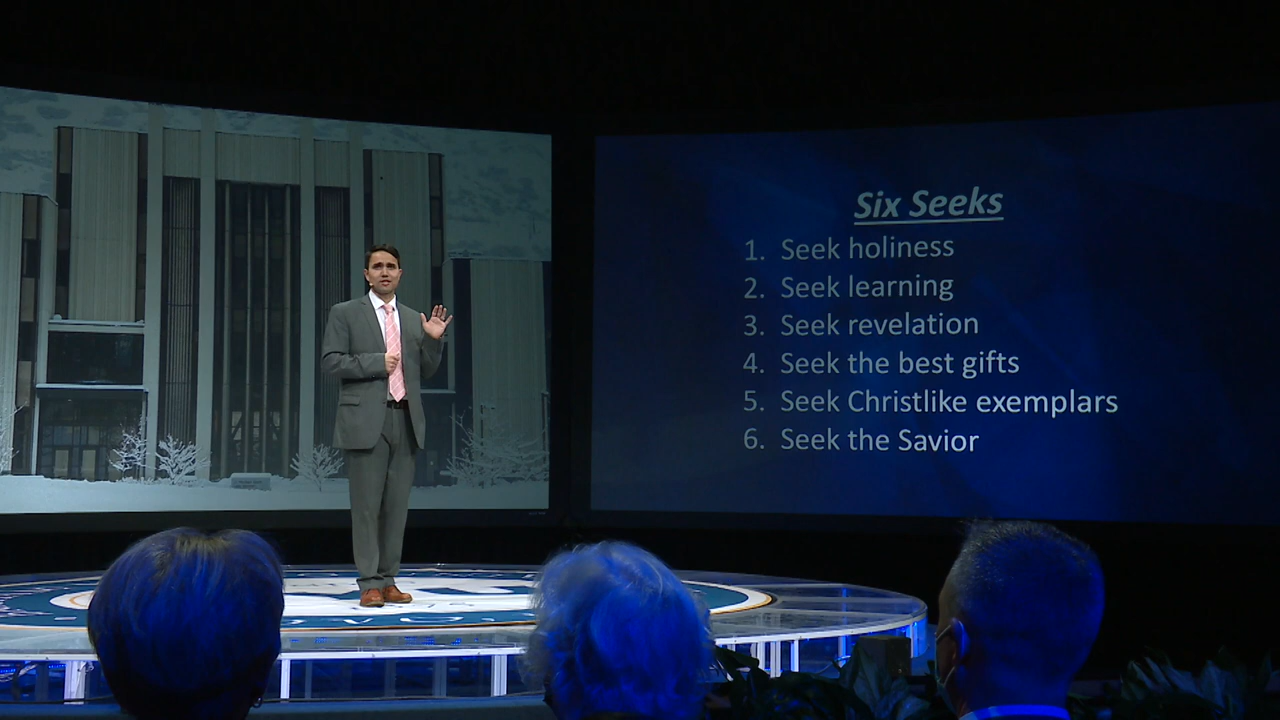 Six Seeks
1. Seek holiness
2. Seek learning
3. Seek revelation
4. Seek the best gifts
5. Seek Christlike exemplars
6. Seek the Savior